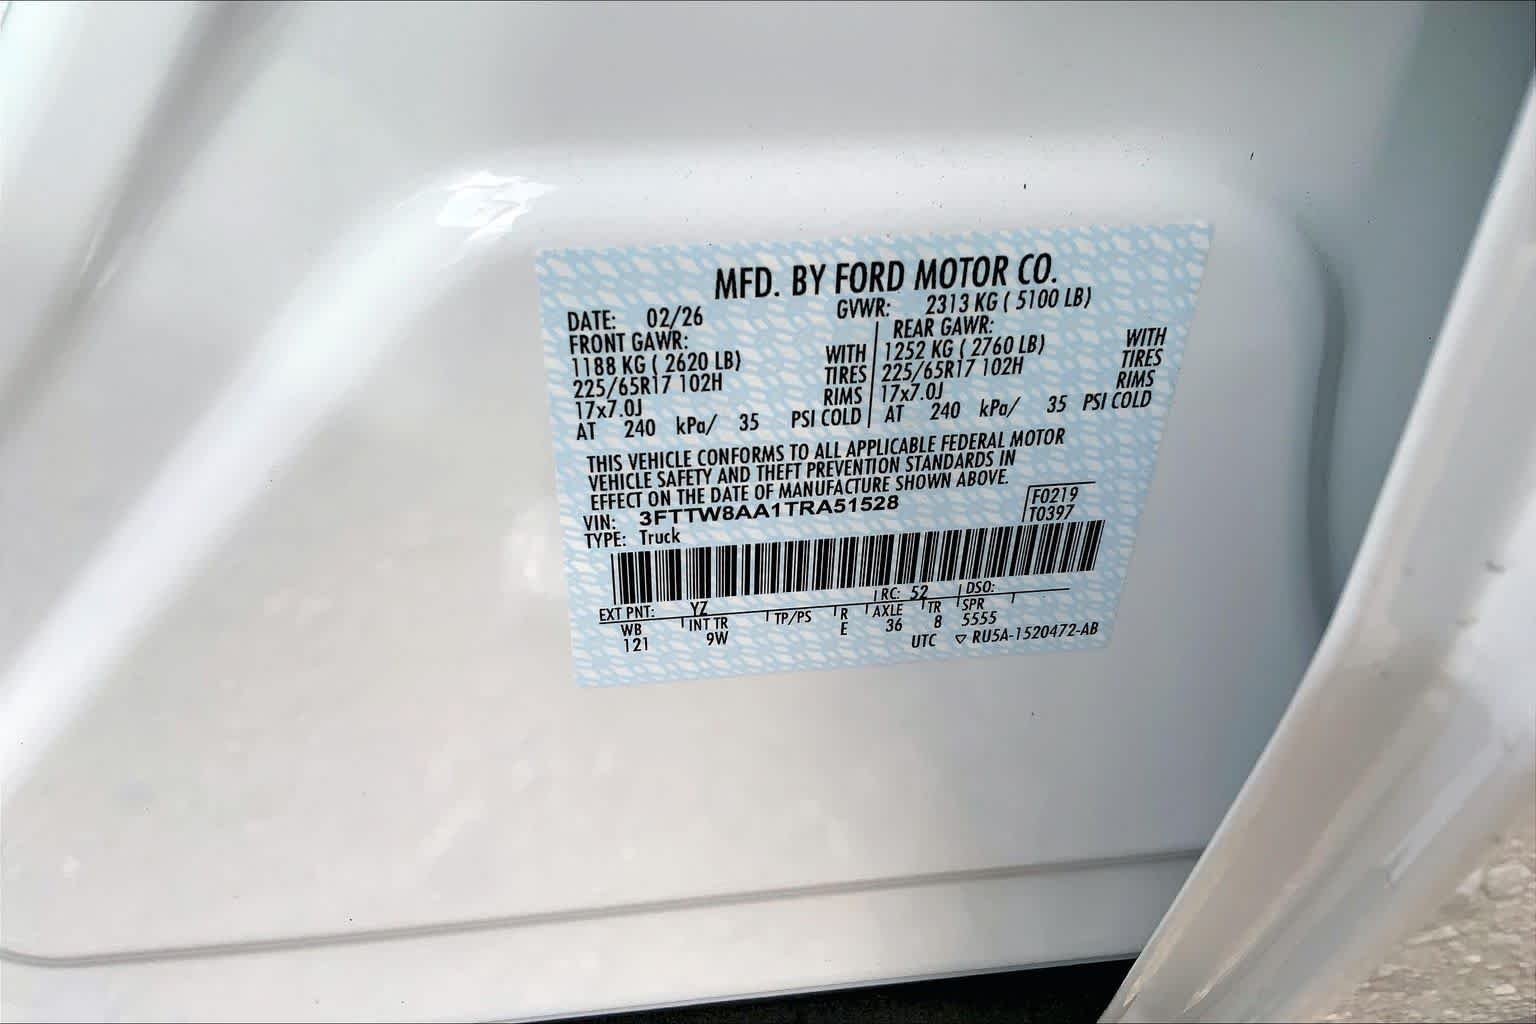 MFD. BY FORD MOTOR CO.
DATE: 02/26 GVWR: 2313 KG ( 5100 LB)
FRONT GAWR: REAR GAWR:
1188 KG ( 2620 LB) WITH 1252 KG ( 2760 LB) WITH
225/65R17 102H TIRES 225/65R17 102H TIRES
17x7.0J RIMS 17x7.0J RIMS
AT 240 kPa/ 35 PSI COLD AT 240 kPa/ 35 PSI COLD
THIS VEHICLE CONFORMS TO ALL APPLICABLE FEDERAL MOTOR
VEHICLE SAFETY AND THEFT PREVENTION STANDARDS IN
EFFECT ON THE DATE OF MANUFACTURE SHOWN ABOVE.
VIN: 3FTTW8AA1TRA51528 F0219
TYPE: Truck T0397
EXT PNT: YZ RC: 52 DSO:
WB INT TR TP/PS R AXLE TR SPR
121 9W E 36 8 5555
UTC ▽ RU5A-1520472-AB